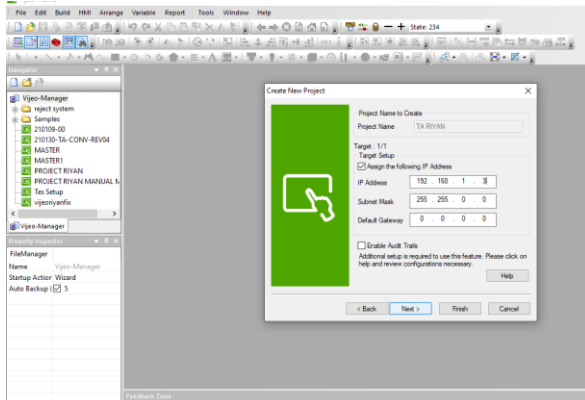 File Edit Build HMI Arrange Variable Report Tools Window Help
State: 234
Navigator
Vijeo-Manager
reject system
Samples
210109-00
210130-TA-CONV-REV04
MASTER
MASTER1
PROJECT RIYAN
PROJECT RIYAN MANUAL M
Tes Setup
vijeoriyanfix
Vijeo-Manager
Property Inspector
FileManager
Name Vijeo-Manager
Startup Action Wizard
Auto Backup ( 5
Create New Project
Project Name to Create
Project Name TA RIYAN
Target : 1/1
Target Setup
Assign the following IP Address
IP Address 192 . 168 . 1 . 3
Subnet Mask 255 . 255 . 0 . 0
Default Gateway 0 . 0 . 0 . 0
Enable Audit Trails
Additional setup is required to use this feature. Please click on
help and review configurations necessary.
Help
< Back Next > Finish Cancel
Feedback Zone